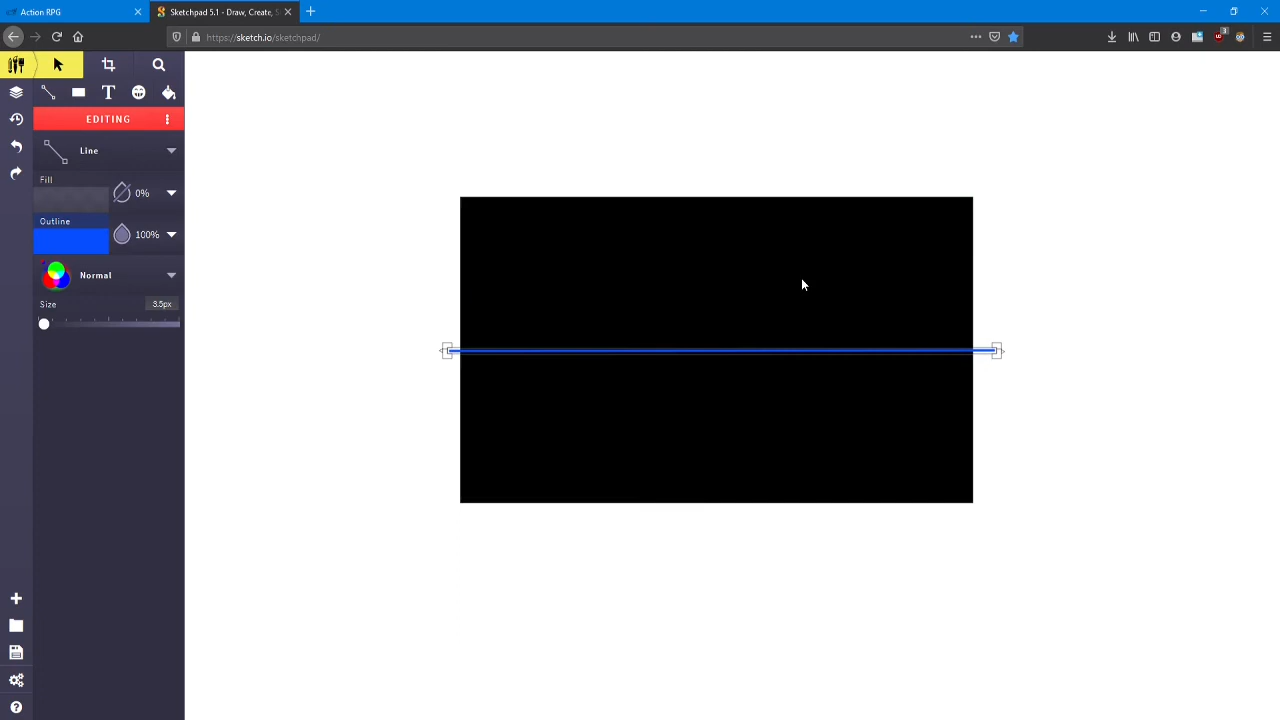 Action RPG
Sketchpad 5.1 - Draw, Create, S
https://sketch.io/sketchpad/
3
T
EDITING
Line
Fill
0%
Outline
100%
Normal
Size
3.5px